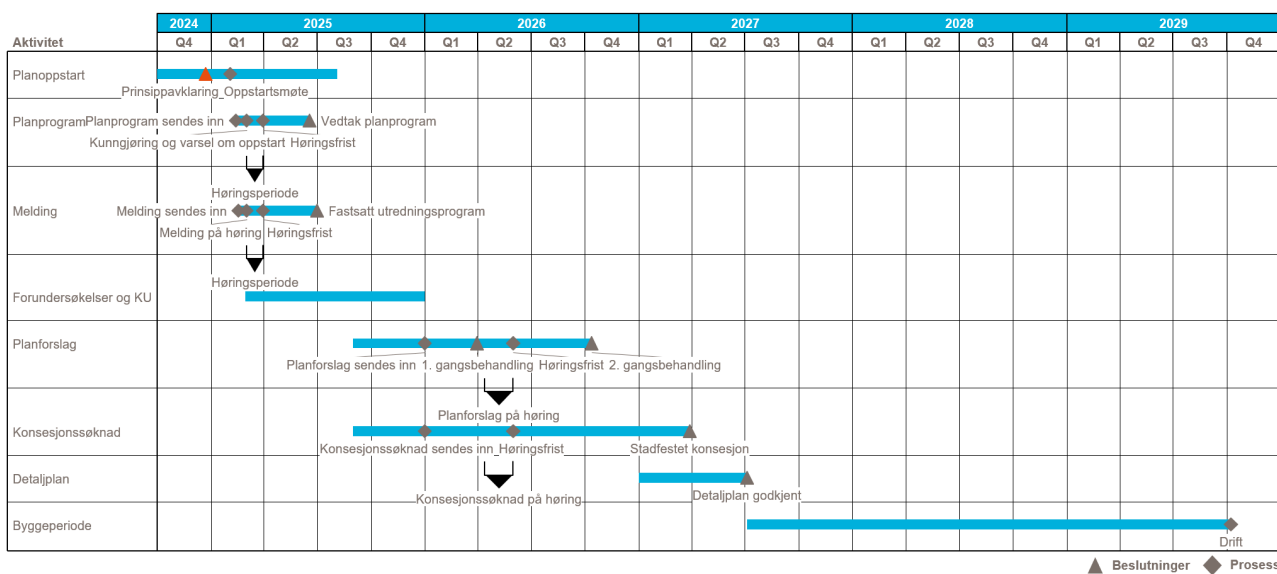 2024 2025 2026 2027 2028 2029
Aktivitet Q4 Q1 Q2 Q3 Q4 Q1 Q2 Q3 Q4 Q1 Q2 Q3 Q4 Q1 Q2 Q3 Q4 Q1 Q2 Q3 Q4
Planoppstart
Prinsippavklaring Oppstartsmøte
Planprogram Planprogram sendes inn Vedtak planprogram
Kunngjøring og varsel om oppstart Høringsfrist
Høringsperiode
Melding Melding sendes inn Fastsatt utredningsprogram
Melding på høring Høringsfrist
Høringsperiode
Forundersøkelser og KU
Planforslag
Planforslag sendes inn 1. gangsbehandling Høringsfrist 2. gangsbehandling
Planforslag på høring
Konsesjonssøknad
Konsesjonssøknad sendes inn Høringsfrist Stadfestet konsesjon
Detaljplan
Detaljplan godkjent
Konsesjonssøknad på høring
Byggeperiode
Drift
Beslutninger Prosess